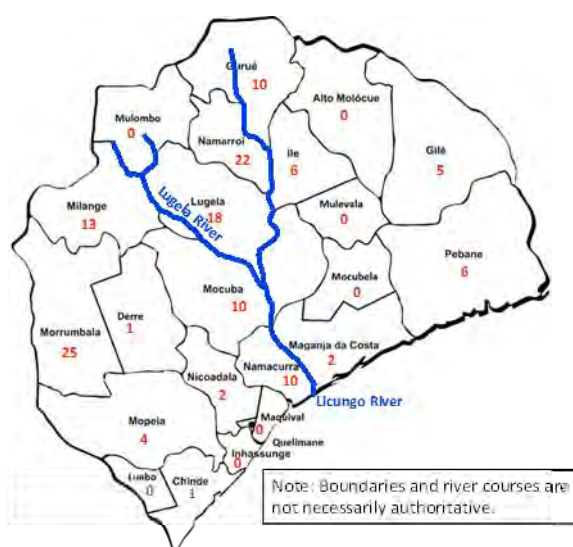 Gurué
10
Alto Molócue
0
Mulombo
0
Namarroi
22
Ile
6
Gilé
5
Milange
13
Lugela
18
Lugela River
Mulevala
0
Pebane
6
Mocubela
0
Mocuba
10
Derre
1
Morrumbala
25
Maganja da Costa
2
Namacurra
10
Nicoadala
2
Licungo River
Maquival
0
Mopeia
4
Quelimane
Inhassunge
0
Luabo
0
Chinde
1
Note: Boundaries and river courses are
not necessarily authoritative.